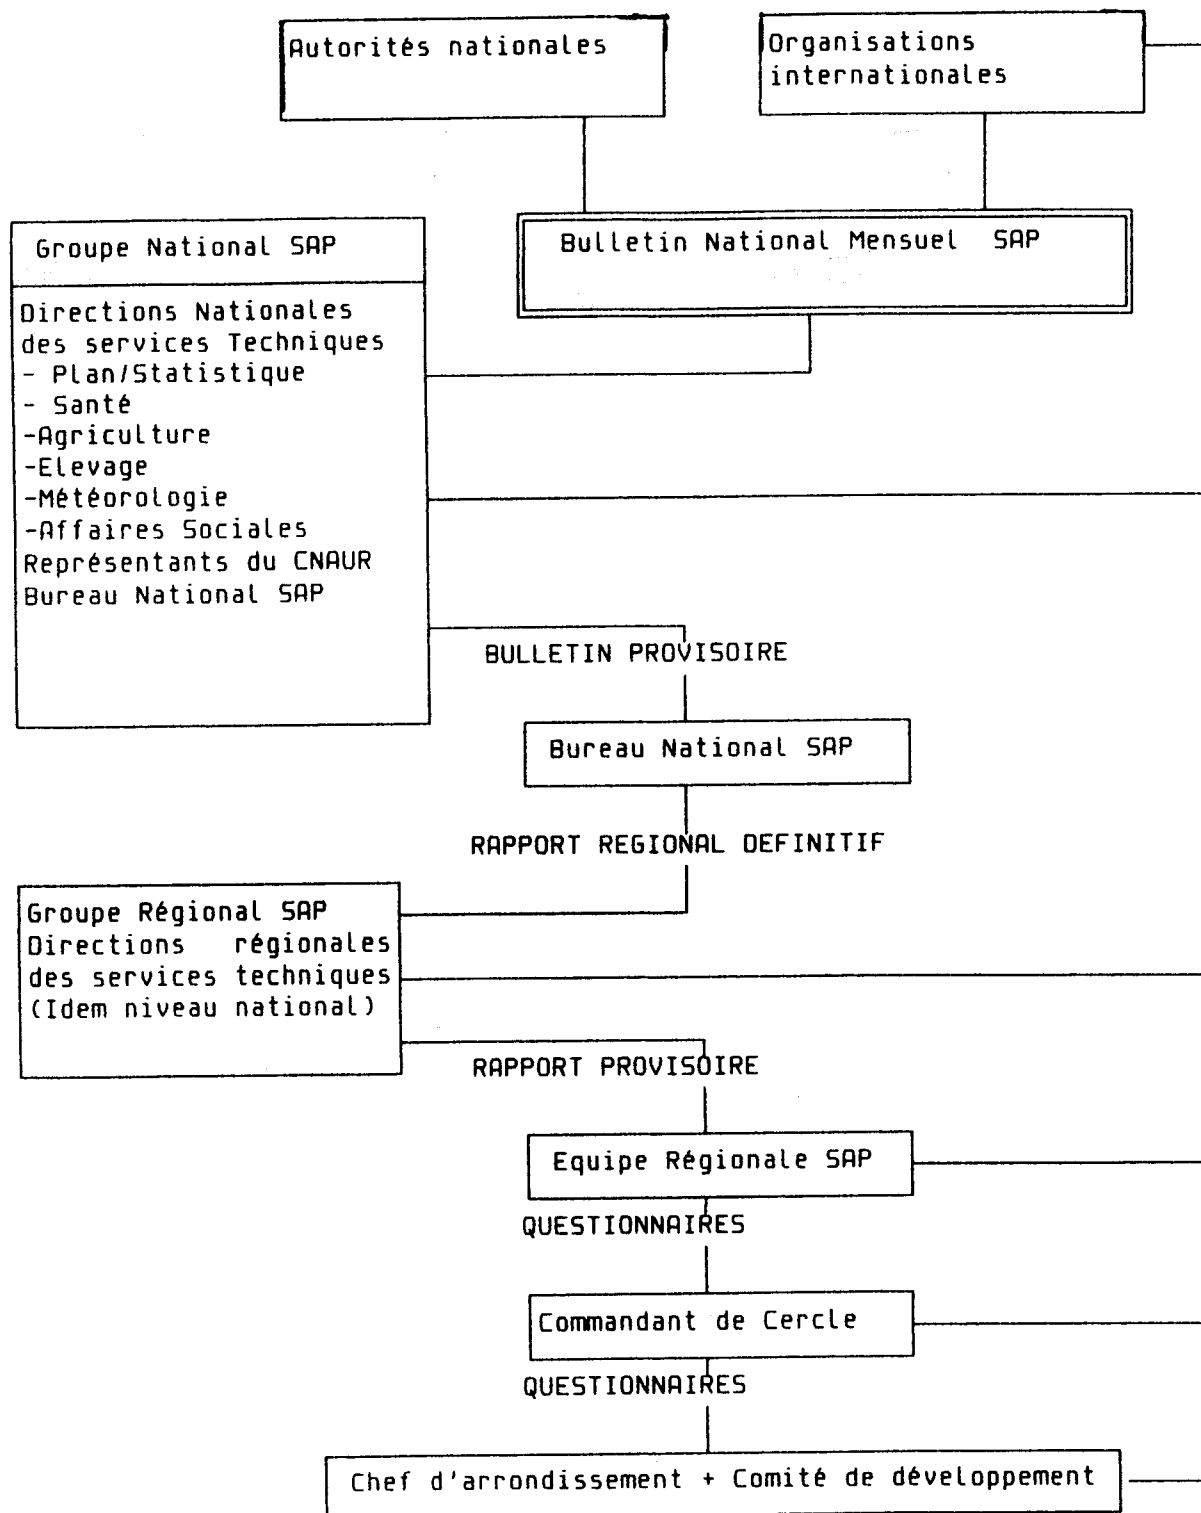 Autorités nationales
Organisations
internationales
Bulletin National Mensuel SAP
Groupe National SAP
Directions Nationales
des services Techniques
- Plan/Statistique
- Santé
-Agriculture
-Elevage
-Météorologie
-Affaires Sociales
Représentants du CNAUR
Bureau National SAP
BULLETIN PROVISOIRE
Bureau National SAP
RAPPORT REGIONAL DEFINITIF
Groupe Régional SAP
Directions régionales
des services techniques
(Idem niveau national)
RAPPORT PROVISOIRE
Equipe Régionale SAP
QUESTIONNAIRES
Commandant de Cercle
QUESTIONNAIRES
Chef d'arrondissement + Comité de développement